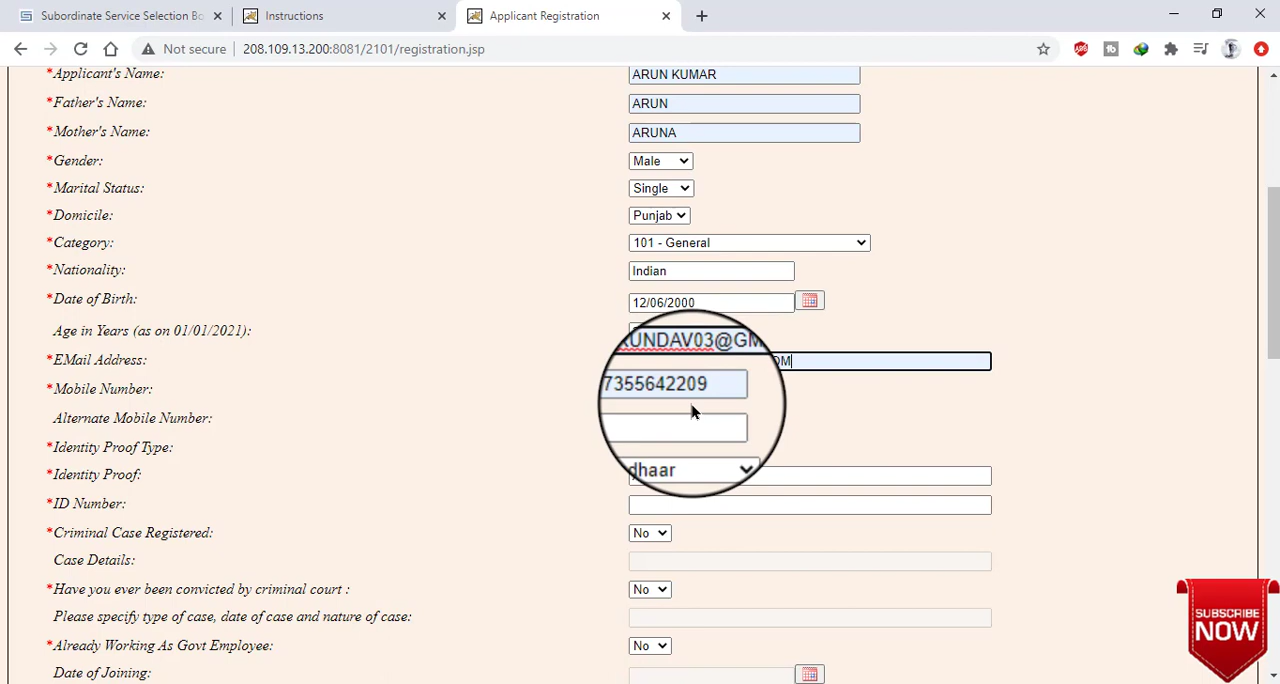 Subordinate Service Selection Bo
Instructions
Applicant Registration
Not secure
208.109.13.200:8081/2101/registration.jsp
*Applicant's Name: ARUN KUMAR
*Father's Name: ARUN
*Mother's Name: ARUNA
*Gender: Male
*Marital Status: Single
*Domicile: Punjab
*Category: 101 - General
*Nationality: Indian
*Date of Birth: 12/06/2000
Age in Years (as on 01/01/2021):
*EMail Address: RUNDAV03@GM OM
*Mobile Number: 7355642209
Alternate Mobile Number:
*Identity Proof Type: dhaar
*Identity Proof:
*ID Number:
*Criminal Case Registered: No
Case Details:
*Have you ever been convicted by criminal court : No
Please specify type of case, date of case and nature of case:
*Already Working As Govt Employee: No
Date of Joining:
SUBSCRIBE
NOW